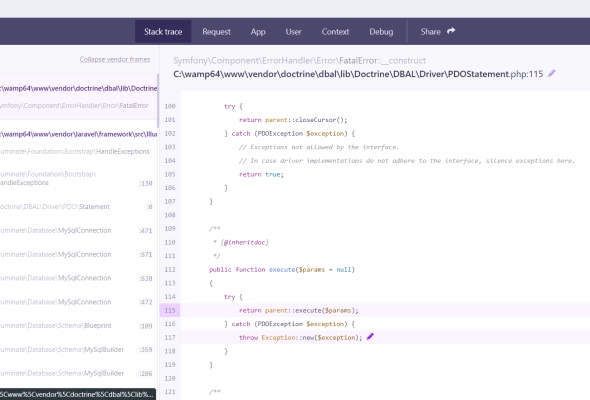 Stack trace Request App User Context Debug Share
Collapse vendor frames
c:\wamp64\www\vendor\doctrine\dbal\lib\Doctrine
ymfony\Component\ErrorHandler\Error\FatalError
c:\wamp64\www\vendor\laravel\framework\src\Illu
uminate\Foundation\Bootstrap\HandleExceptions
uminate\Foundation\Bootstrap\
andleExceptions :130
octrine\DBAL\Driver\PDO\Statement :0
uminate\Database\MySqlConnection :471
uminate\Database\MySqlConnection :671
uminate\Database\MySqlConnection :638
uminate\Database\MySqlConnection :472
uminate\Database\Schema\Blueprint :109
uminate\Database\Schema\MySqlBuilder :359
uminate\Database\Schema\MySqlBuilder :206
5Cwww%5Cvendor%5Cdoctrine%5Cdbal%5Clib%...
Symfony\Component\ErrorHandler\Error\FatalError::__construct
C:\wamp64\www\vendor\doctrine\dbal\lib\Doctrine\DBAL\Driver\PDOStatement.php:115
100 try {
101 return parent::closeCursor();
102 } catch (PDOException $exception) {
103 // Exceptions not allowed by the interface.
104 // In case driver implementations do not adhere to the interface, silence exceptions here.
105 return true;
106 }
107 }
108
109 /**
110 * {@inheritdoc}
111 */
112 public function execute($params = null)
113 {
114 try {
115 return parent::execute($params);
116 } catch (PDOException $exception) {
117 throw Exception::new($exception);
118 }
119 }
120
121 /**